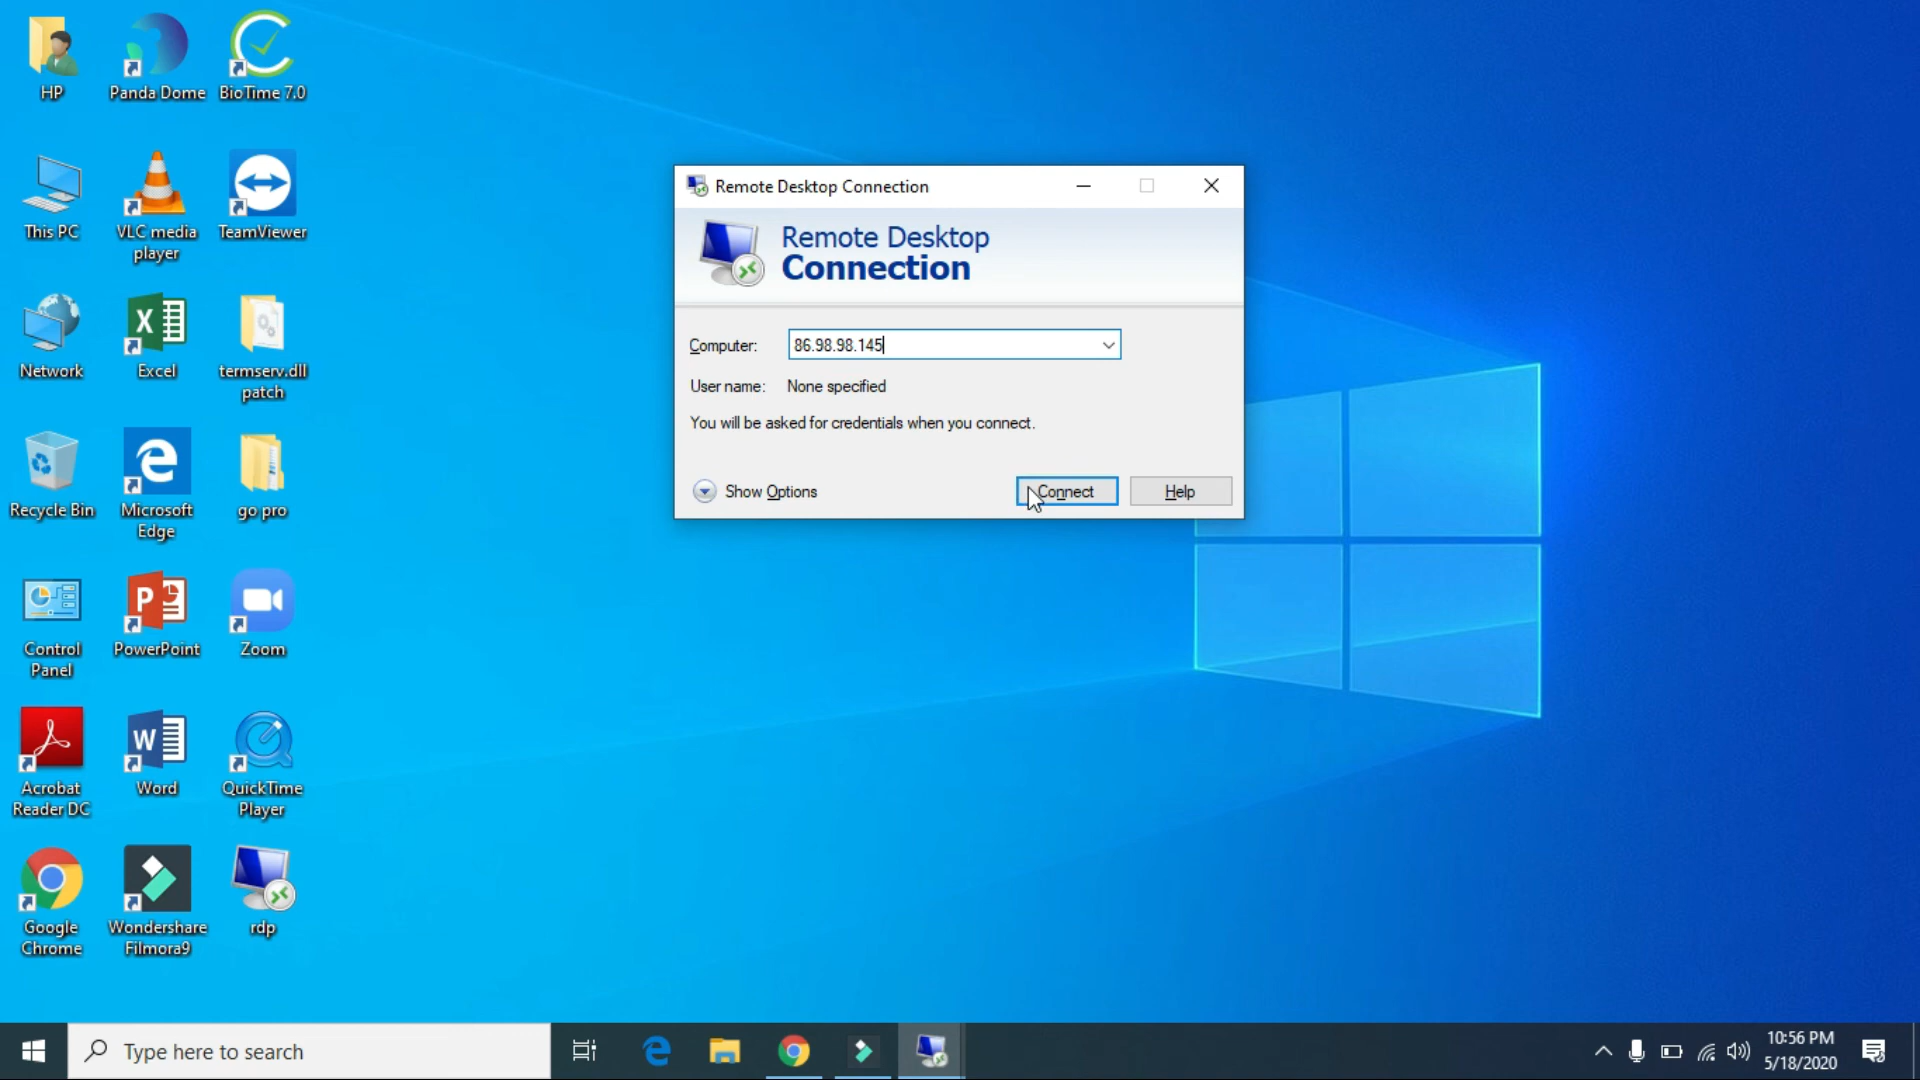 HP
Panda Dome
BioTime 7.0
This PC
VLC media
player
TeamViewer
Network
Excel
termserv.dll
patch
Recycle Bin
Microsoft
Edge
go pro
Control
Panel
PowerPoint
Zoom
Acrobat
Reader DC
Word
QuickTime
Player
Google
Chrome
Wondershare
Filmora9
rdp
Remote Desktop Connection
Remote Desktop
Connection
Computer: 86.98.98.145
User name: None specified
You will be asked for credentials when you connect.
Show Options
Connect
Help
Type here to search
10:56 PM
5/18/2020